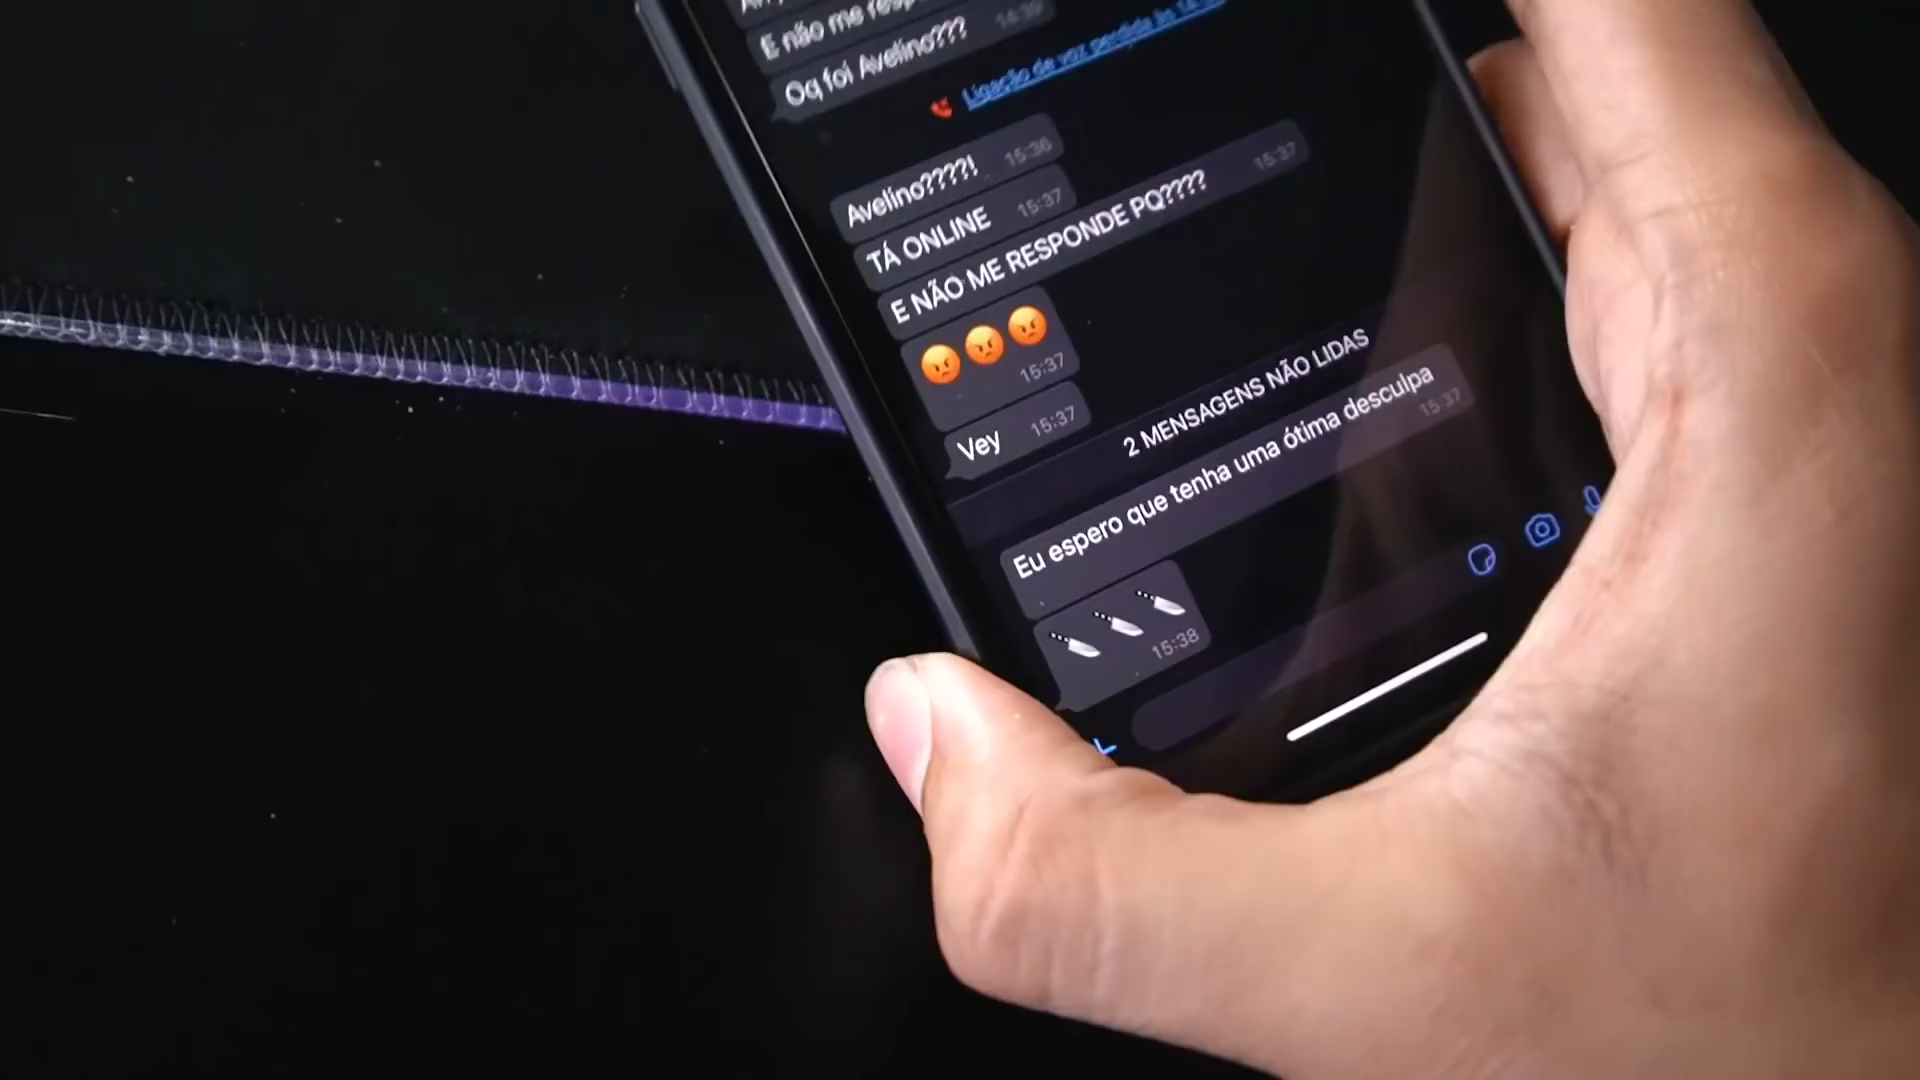 E não me
Oq foi Avelino???
Ligação de voz perdida às
Avelino????! 15:36
TÁ ONLINE 15:37
E NÃO ME RESPONDE PQ???? 15:37
😡😡😡 15:37
Vey 15:37
2 MENSAGENS NÃO LIDAS
Eu espero que tenha uma ótima desculpa 15:37
🔪🔪🔪 15:38